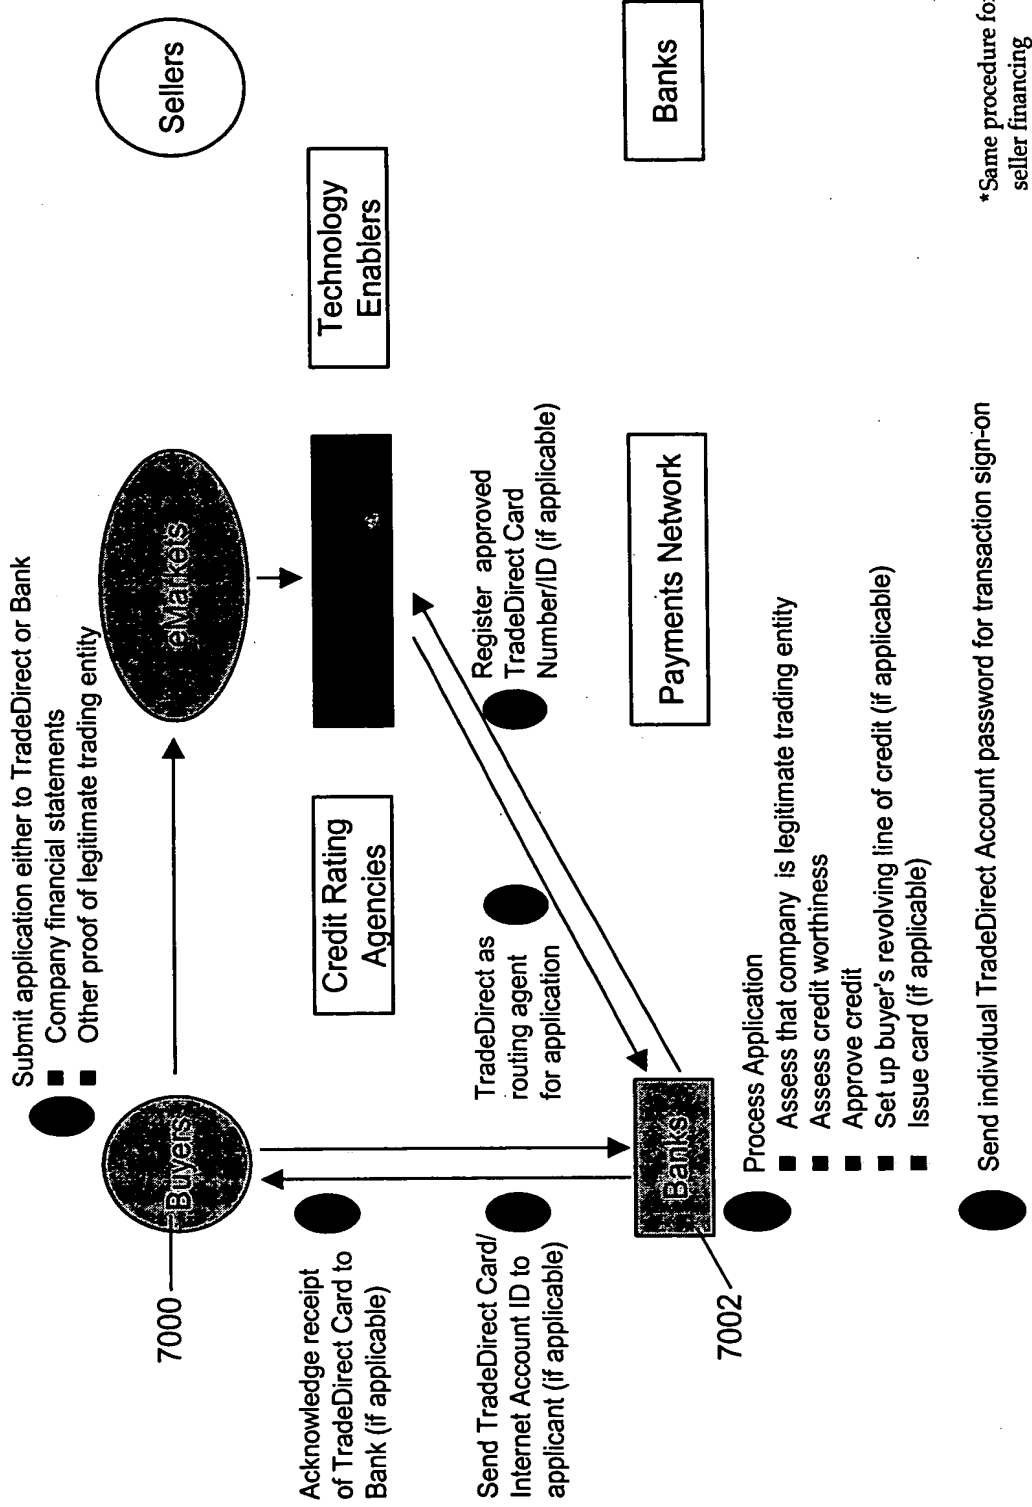 Submit application either to TradeDirect or Bank
■ Company financial statements
■ Other proof of legitimate trading entity
Buyers
eMarkets
Sellers
7000
Acknowledge receipt
of TradeDirect Card to
Bank (if applicable)
Credit Rating
Agencies
Technology
Enablers
Send TradeDirect Card/
Internet Account ID to
applicant (if applicable)
TradeDirect as
routing agent
for application
Register approved
TradeDirect Card
Number/ID (if applicable)
Banks
Payments Network
Banks
7002
Process Application
■ Assess that company is legitimate trading entity
■ Assess credit worthiness
■ Approve credit
■ Set up buyer's revolving line of credit (if applicable)
■ Issue card (if applicable)
Send individual TradeDirect Account password for transaction sign-on
*Same procedure for
seller financing